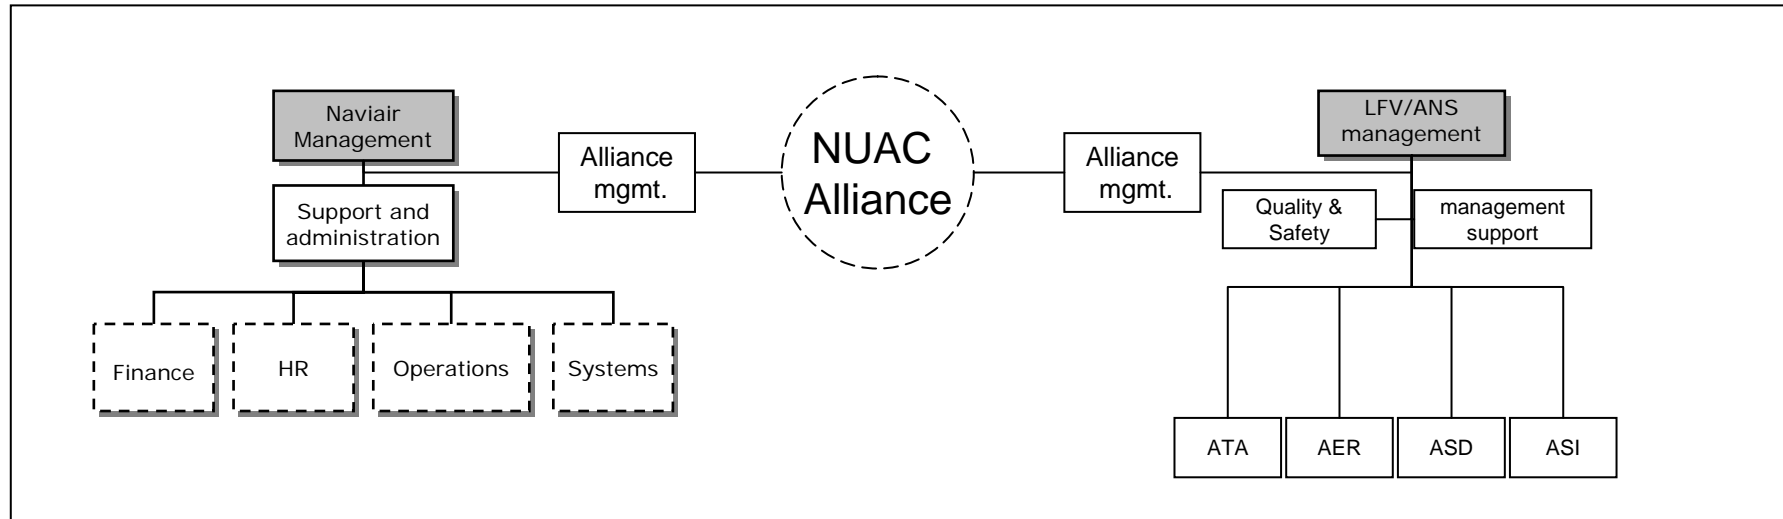 Naviair
Management
Alliance
mgmt.
NUAC
Alliance
Alliance
mgmt.
LFV/ANS
management
Support and
administration
Quality &
Safety
management
support
Finance
HR
Operations
Systems
ATA
AER
ASD
ASI